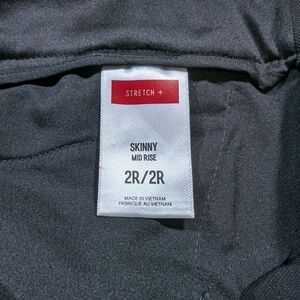 STRETCH +
SKINNY
MID RISE
2R/2R
MADE IN VIETNAM
FABRIQUÉ AU VIETNAM